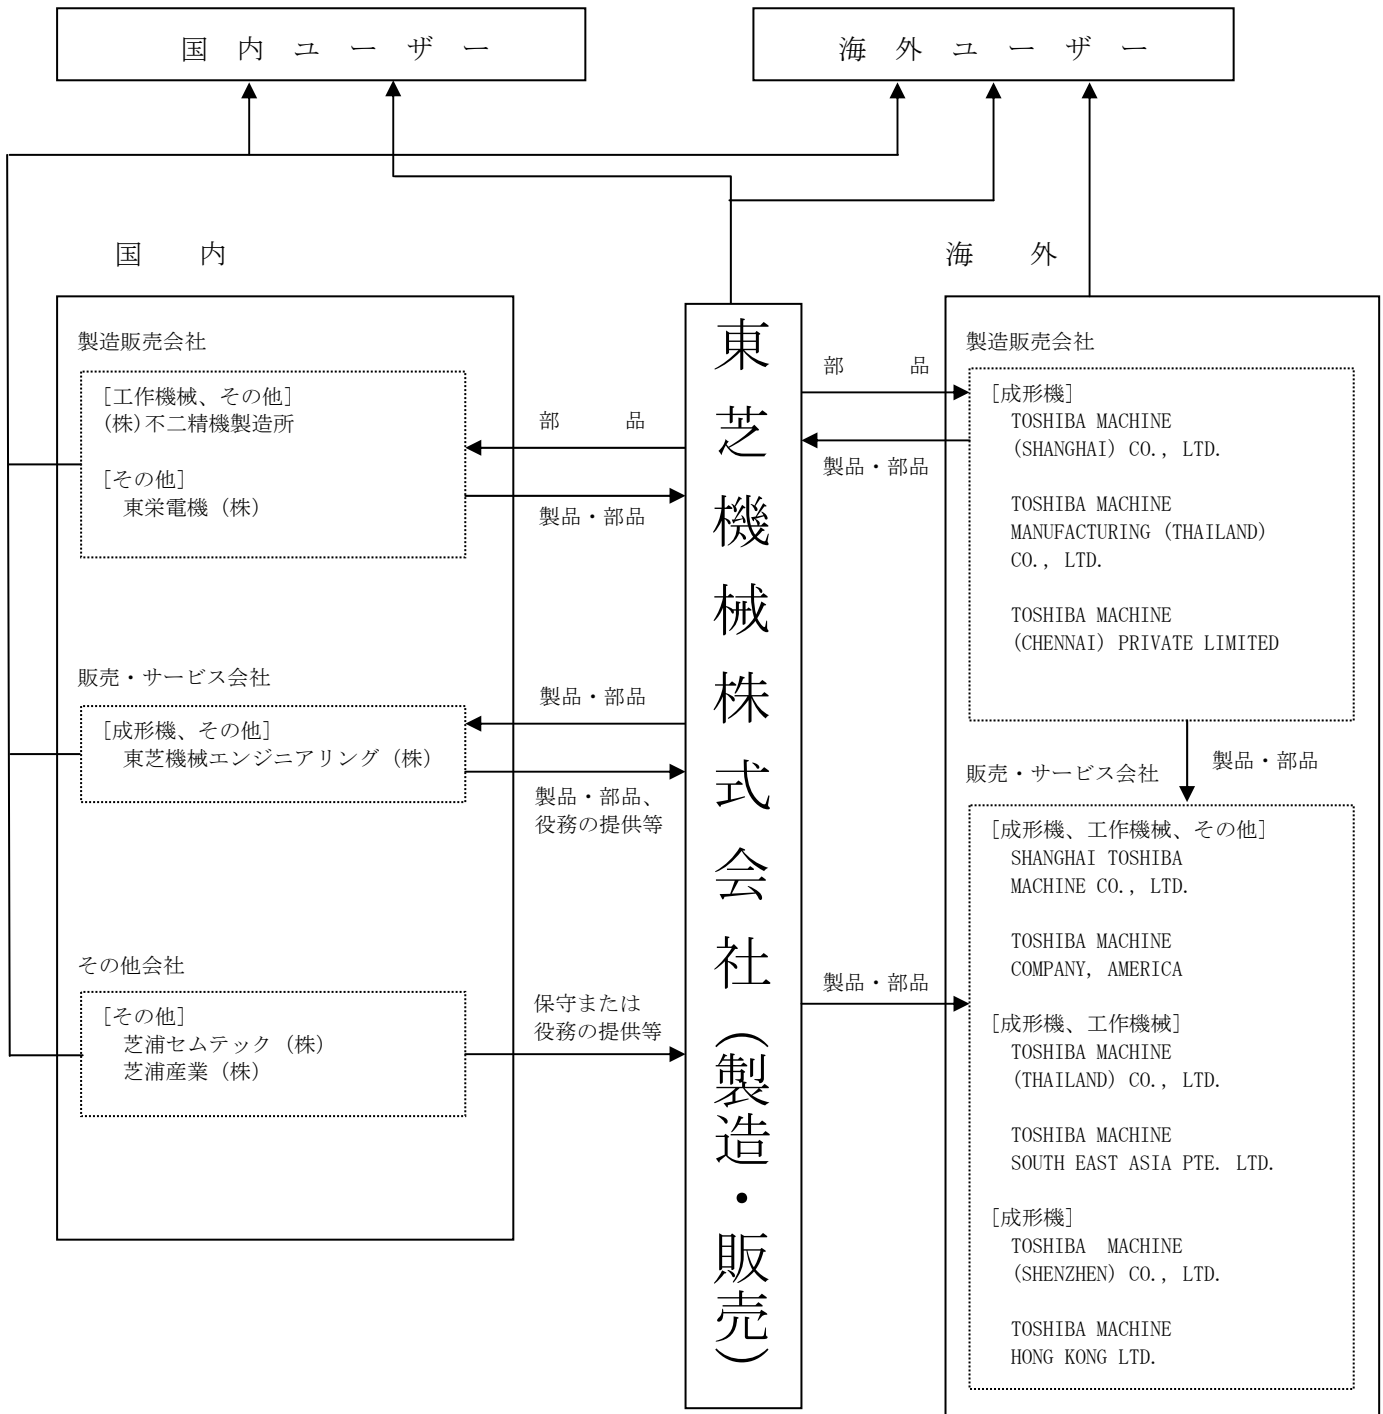 国 内 ユ ー ザ ー
海 外 ユ ー ザ ー
国 内
海 外
製造販売会社
[工作機械、その他]
(株)不二精機製造所
[その他]
東栄電機（株）
販売・サービス会社
[成形機、その他]
東芝機械エンジニアリング（株）
その他会社
[その他]
芝浦セムテック（株）
芝浦産業（株）
部 品
製品・部品
製品・部品
製品・部品、
役務の提供等
保守または
役務の提供等
東芝機械株式会社（製造・販売）
部 品
製品・部品
製品・部品
製造販売会社
[成形機]
TOSHIBA MACHINE
(SHANGHAI) CO., LTD.
TOSHIBA MACHINE
MANUFACTURING (THAILAND)
CO., LTD.
TOSHIBA MACHINE
(CHENNAI) PRIVATE LIMITED
製品・部品
販売・サービス会社
[成形機、工作機械、その他]
SHANGHAI TOSHIBA
MACHINE CO., LTD.
TOSHIBA MACHINE
COMPANY, AMERICA
[成形機、工作機械]
TOSHIBA MACHINE
(THAILAND) CO., LTD.
TOSHIBA MACHINE
SOUTH EAST ASIA PTE. LTD.
[成形機]
TOSHIBA MACHINE
(SHENZHEN) CO., LTD.
TOSHIBA MACHINE
HONG KONG LTD.